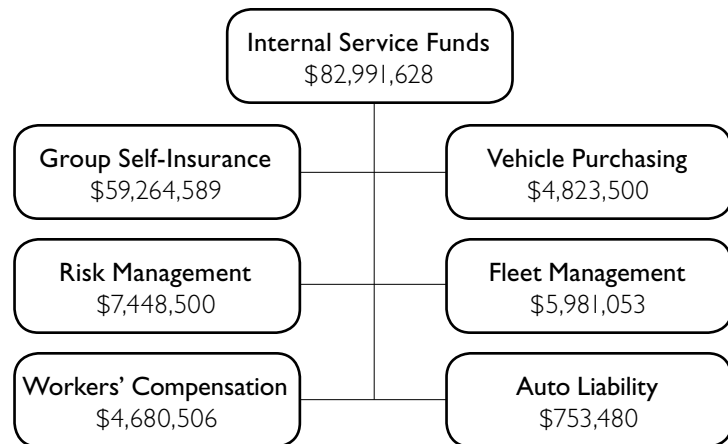 Internal Service Funds
$82,991,628
Group Self-Insurance
$59,264,589
Vehicle Purchasing
$4,823,500
Risk Management
$7,448,500
Fleet Management
$5,981,053
Workers’ Compensation
$4,680,506
Auto Liability
$753,480